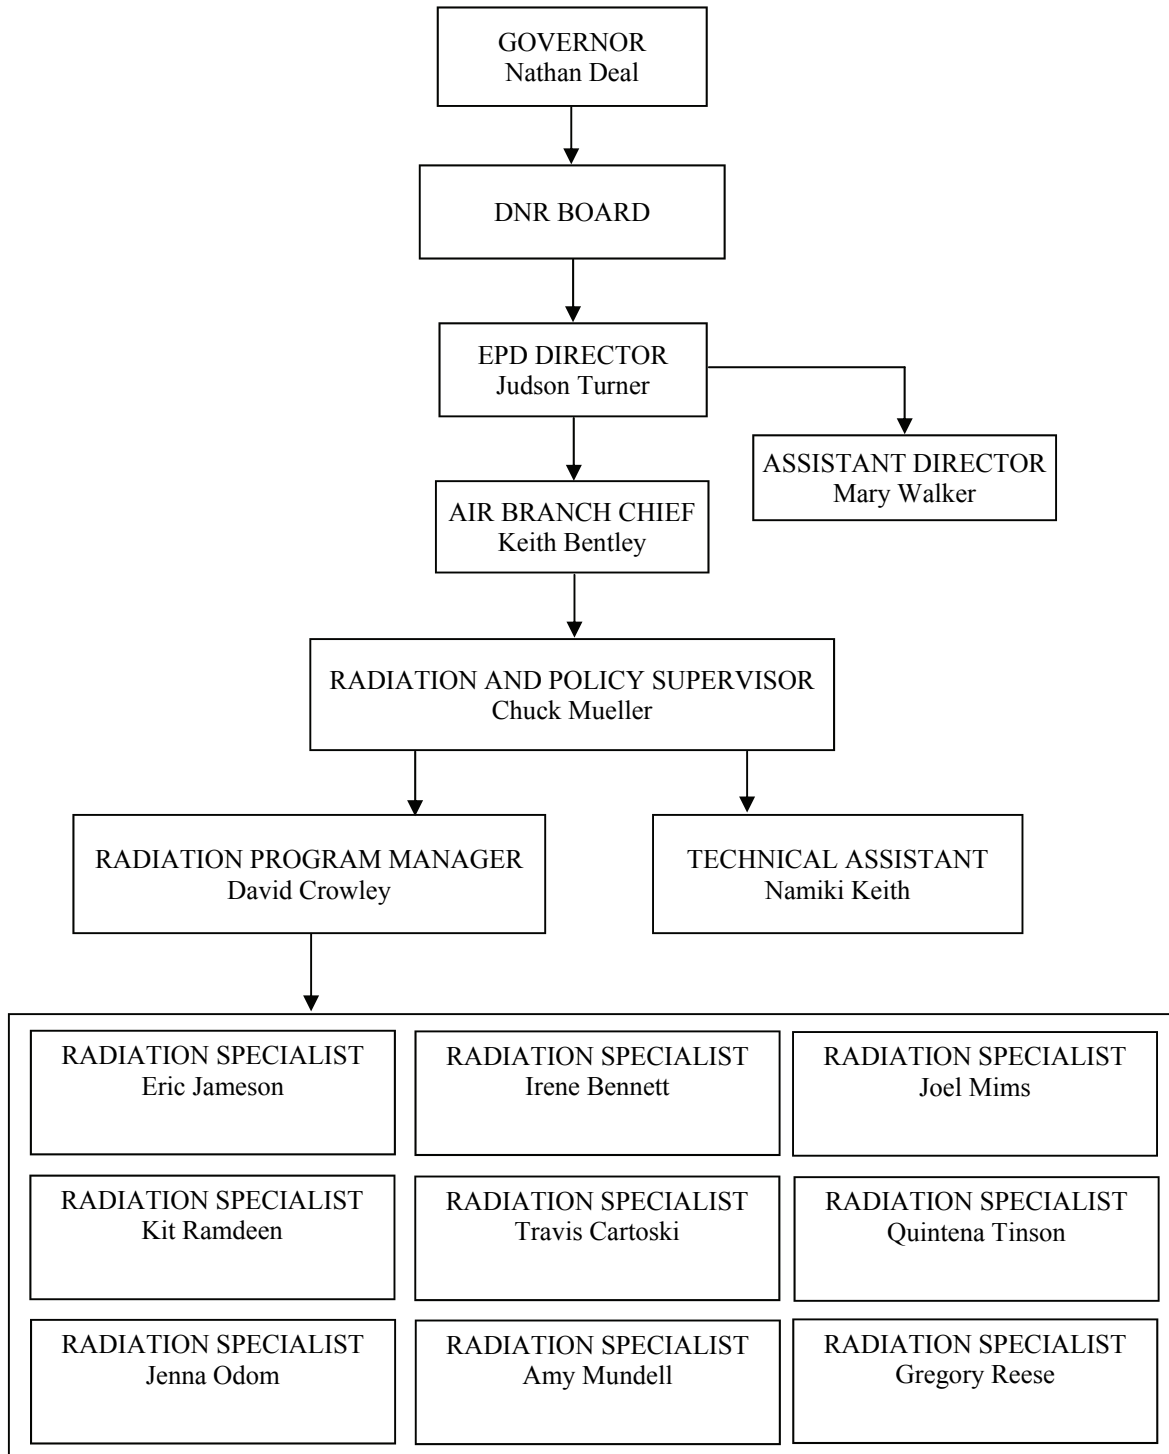 GOVERNOR
Nathan Deal
DNR BOARD
EPD DIRECTOR
Judson Turner
ASSISTANT DIRECTOR
Mary Walker
AIR BRANCH CHIEF
Keith Bentley
RADIATION AND POLICY SUPERVISOR
Chuck Mueller
RADIATION PROGRAM MANAGER
David Crowley
TECHNICAL ASSISTANT
Namiki Keith
RADIATION SPECIALIST
Eric Jameson
RADIATION SPECIALIST
Irene Bennett
RADIATION SPECIALIST
Joel Mims
RADIATION SPECIALIST
Kit Ramdeen
RADIATION SPECIALIST
Travis Cartoski
RADIATION SPECIALIST
Quintena Tinson
RADIATION SPECIALIST
Jenna Odom
RADIATION SPECIALIST
Amy Mundell
RADIATION SPECIALIST
Gregory Reese